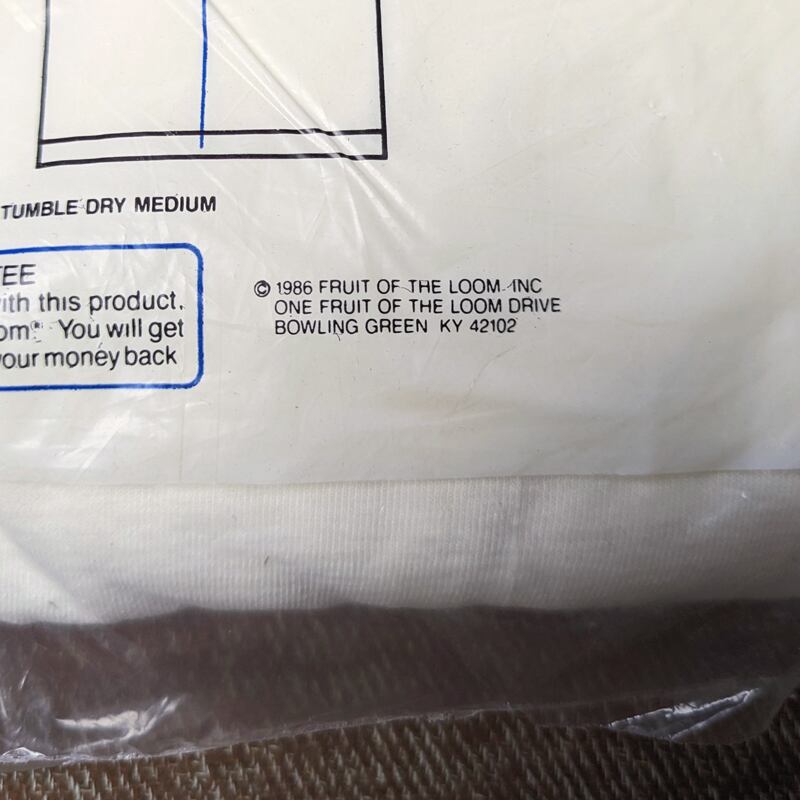 TUMBLE DRY MEDIUM
TEE
ith this product.
om® You will get
your money back
© 1986 FRUIT OF THE LOOM INC
ONE FRUIT OF THE LOOM DRIVE
BOWLING GREEN KY 42102